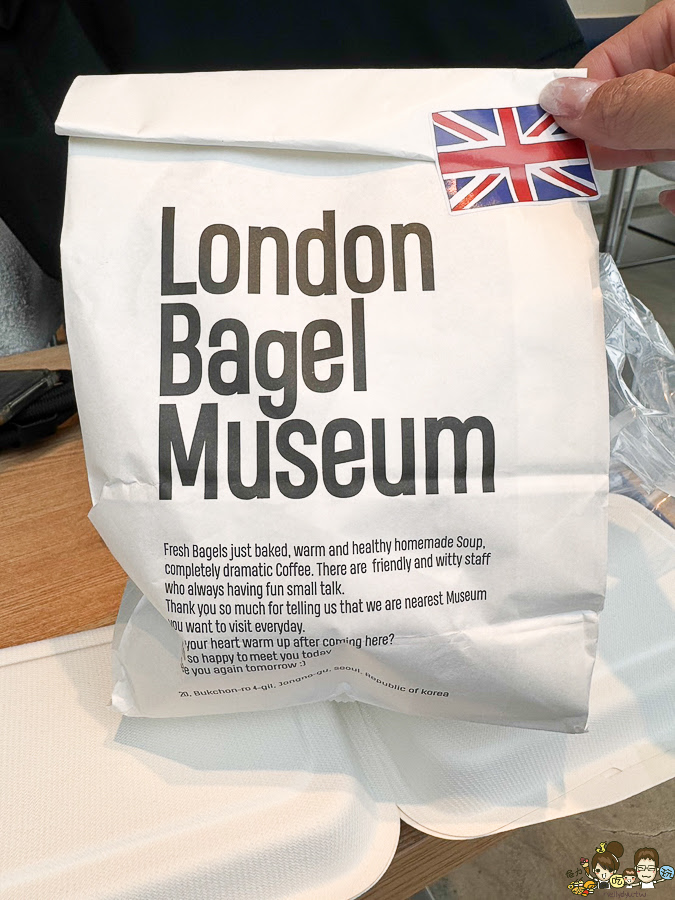 London
Bagel
Museum
Fresh Bagels just baked, warm and healthy homemade Soup,
completely dramatic Coffee. There are friendly and witty staff
who always having fun small talk.
Thank you so much for telling us that we are nearest Museum
you want to visit everyday.
your heart warm up after coming here?
so happy to meet you today
you again tomorrow :)
20, Bukchon-ro 4-gil, Jongno-gu, Seoul, Republic of Korea